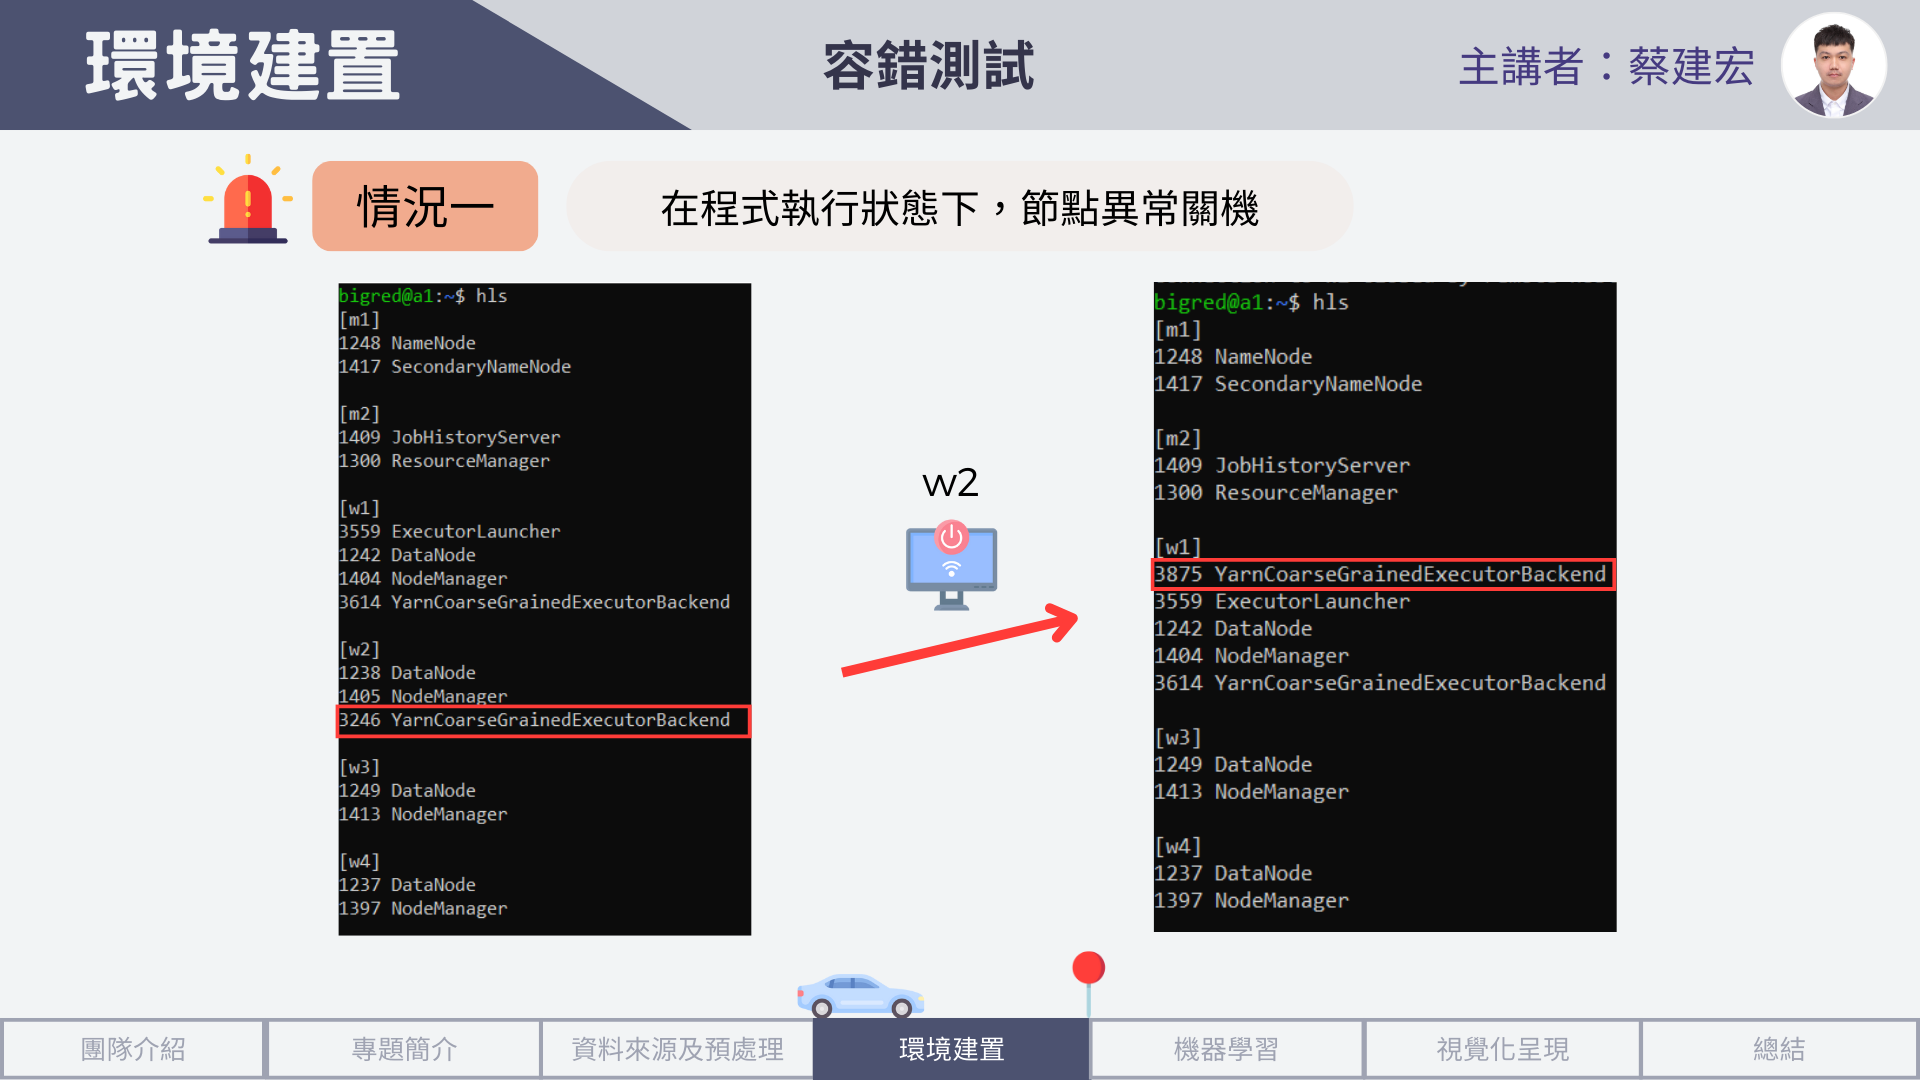 環境建置
容錯測試
主講者：蔡建宏
情況一
在程式執行狀態下，節點異常關機
bigred@a1:~$ hls
[m1]
1248 NameNode
1417 SecondaryNameNode
[m2]
1409 JobHistoryServer
1300 ResourceManager
[w1]
3559 ExecutorLauncher
1242 DataNode
1404 NodeManager
3614 YarnCoarseGrainedExecutorBackend
[w2]
1238 DataNode
1405 NodeManager
3246 YarnCoarseGrainedExecutorBackend
[w3]
1249 DataNode
1413 NodeManager
[w4]
1237 DataNode
1397 NodeManager
w2
bigred@a1:~$ hls
[m1]
1248 NameNode
1417 SecondaryNameNode
[m2]
1409 JobHistoryServer
1300 ResourceManager
[w1]
3875 YarnCoarseGrainedExecutorBackend
3559 ExecutorLauncher
1242 DataNode
1404 NodeManager
3614 YarnCoarseGrainedExecutorBackend
[w3]
1249 DataNode
1413 NodeManager
[w4]
1237 DataNode
1397 NodeManager
團隊介紹
專題簡介
資料來源及預處理
環境建置
機器學習
視覺化呈現
總結